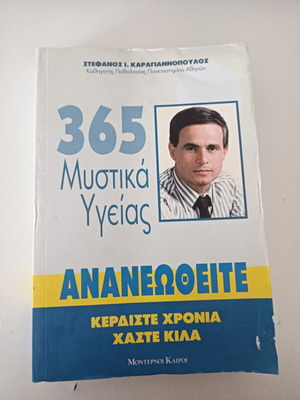 ΣΤΕΦΑΝΟΣ Ι. ΚΑΡΑΓΙΑΝΝΟΠΟΥΛΟΣ
Καθηγητής Παθολογίας Πανεπιστημίου Αθηνών
365
Μυστικά
Υγείας
ΑΝΑΝΕΩΘΕΙΤΕ
ΚΕΡΔΙΣΤΕ ΧΡΟΝΙΑ
ΧΑΣΤΕ ΚΙΛΑ
ΜΟΝΤΕΡΝΟΙ ΚΑΙΡΟΙ